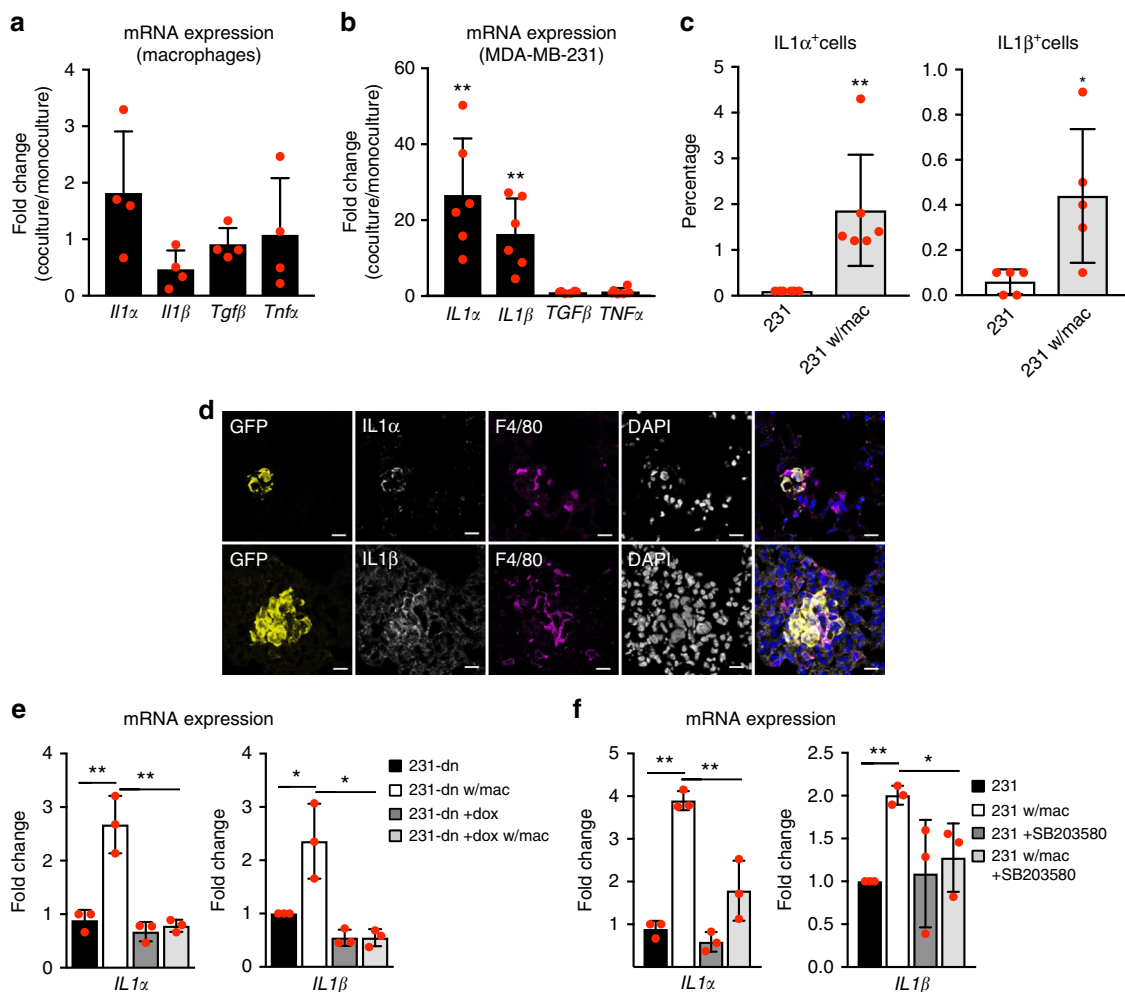 a
mRNA expression
(macrophages)
Fold change
(coculture/monoculture)
4
3
2
1
0
Il1α
Il1β
Tgfβ
Tnfα
b
mRNA expression
(MDA-MB-231)
Fold change
(coculture/monoculture)
60
40
20
0
**
**
IL1α
IL1β
TGFβ
TNFα
c
IL1α+cells
Percentage
5
4
3
2
1
0
**
231
231 w/mac
IL1β+cells
1.0
0.8
0.6
0.4
0.2
0.0
*
231
231 w/mac
d
GFP
IL1α
F4/80
DAPI
GFP
IL1β
F4/80
DAPI
e
mRNA expression
Fold change
4
3
2
1
0
**
**
IL1α
Fold change
4
3
2
1
0
*
*
IL1β
231-dn
231-dn w/mac
231-dn +dox
231-dn +dox w/mac
f
mRNA expression
Fold change
5
4
3
2
1
**
**
IL1α
Fold change
2.5
2.0
1.5
1.0
0.5
0.0
**
*
IL1β
231
231 w/mac
231 +SB203580
231 w/mac
+SB203580